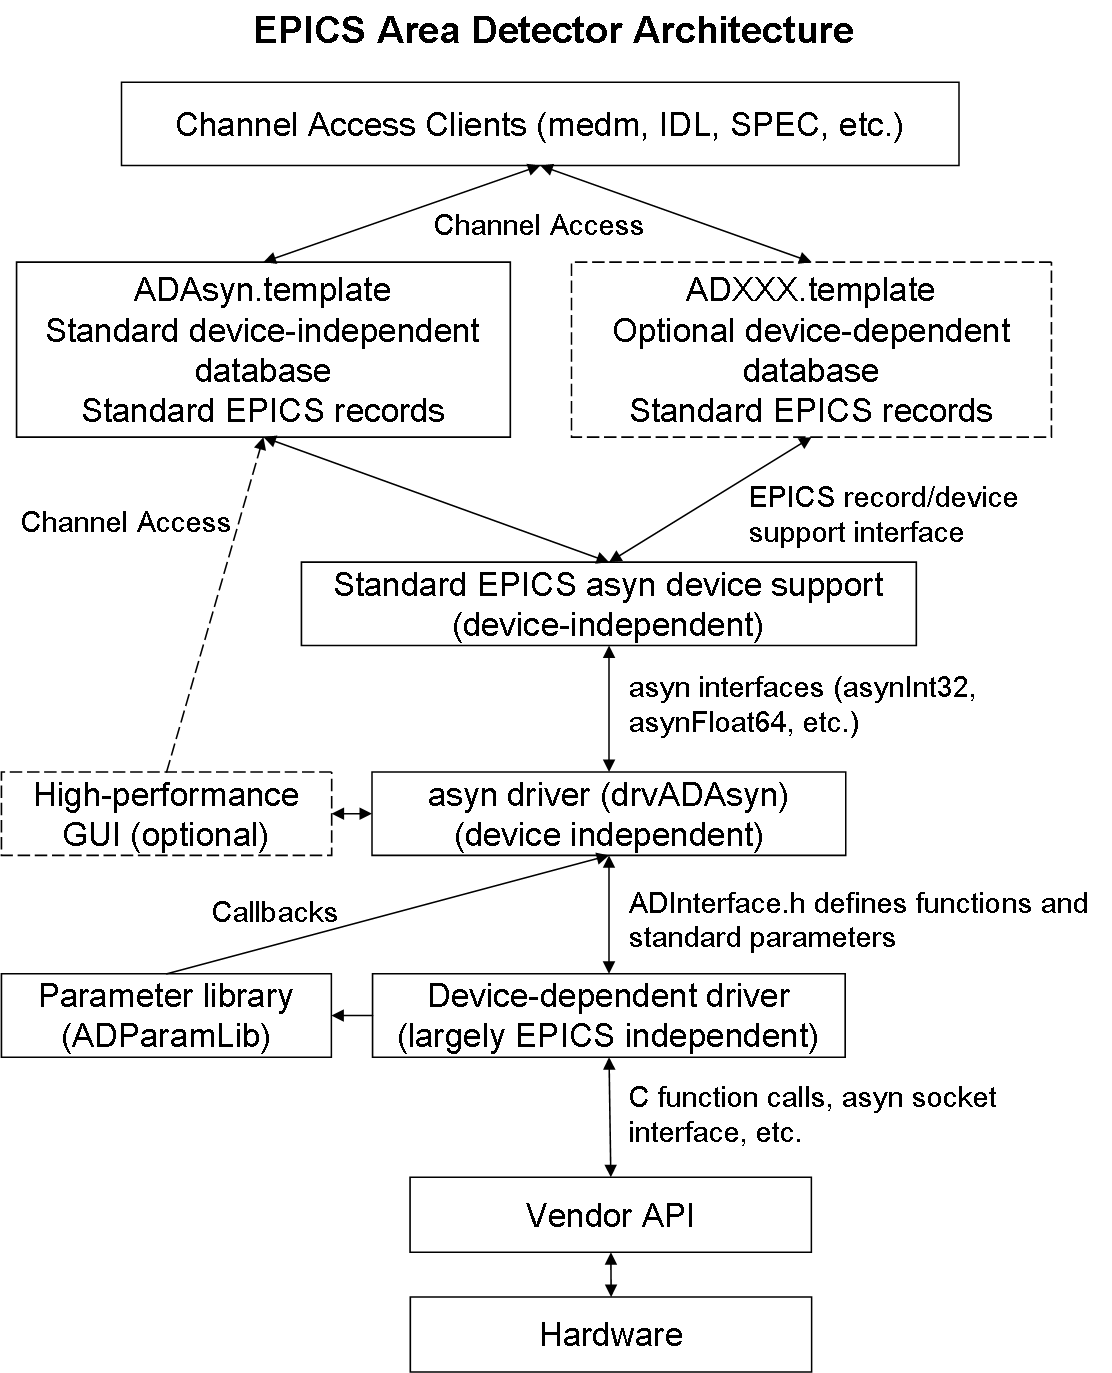 EPICS Area Detector Architecture
Channel Access Clients (medm, IDL, SPEC, etc.)
Channel Access
ADAsyn.template
Standard device-independent
database
Standard EPICS records
ADXXX.template
Optional device-dependent
database
Standard EPICS records
Channel Access
EPICS record/device
support interface
Standard EPICS asyn device support
(device-independent)
asyn interfaces (asynInt32,
asynFloat64, etc.)
High-performance
GUI (optional)
asyn driver (drvADAsyn)
(device independent)
Callbacks
ADInterface.h defines functions and
standard parameters
Parameter library
(ADParamLib)
Device-dependent driver
(largely EPICS independent)
C function calls, asyn socket
interface, etc.
Vendor API
Hardware